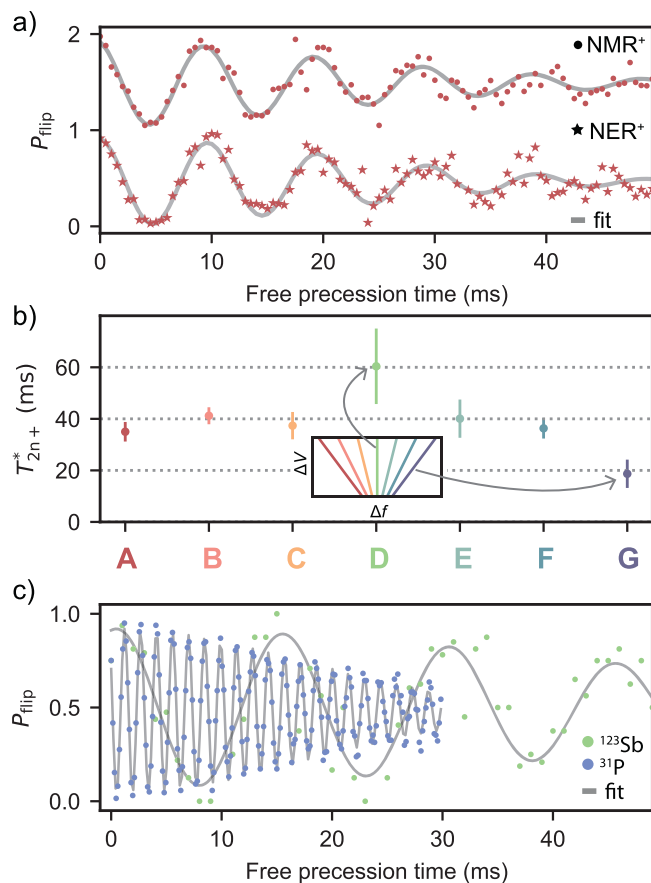 a)
2
1
0
P_flip
NMR⁺
NER⁺
fit
0 10 20 30 40
Free precession time (ms)
b)
60
40
20
0
T*₂ₙ₊ (ms)
ΔV
Δf
A B C D E F G
c)
1.0
0.5
0.0
P_flip
¹²³Sb
³¹P
fit
0 10 20 30 40
Free precession time (ms)